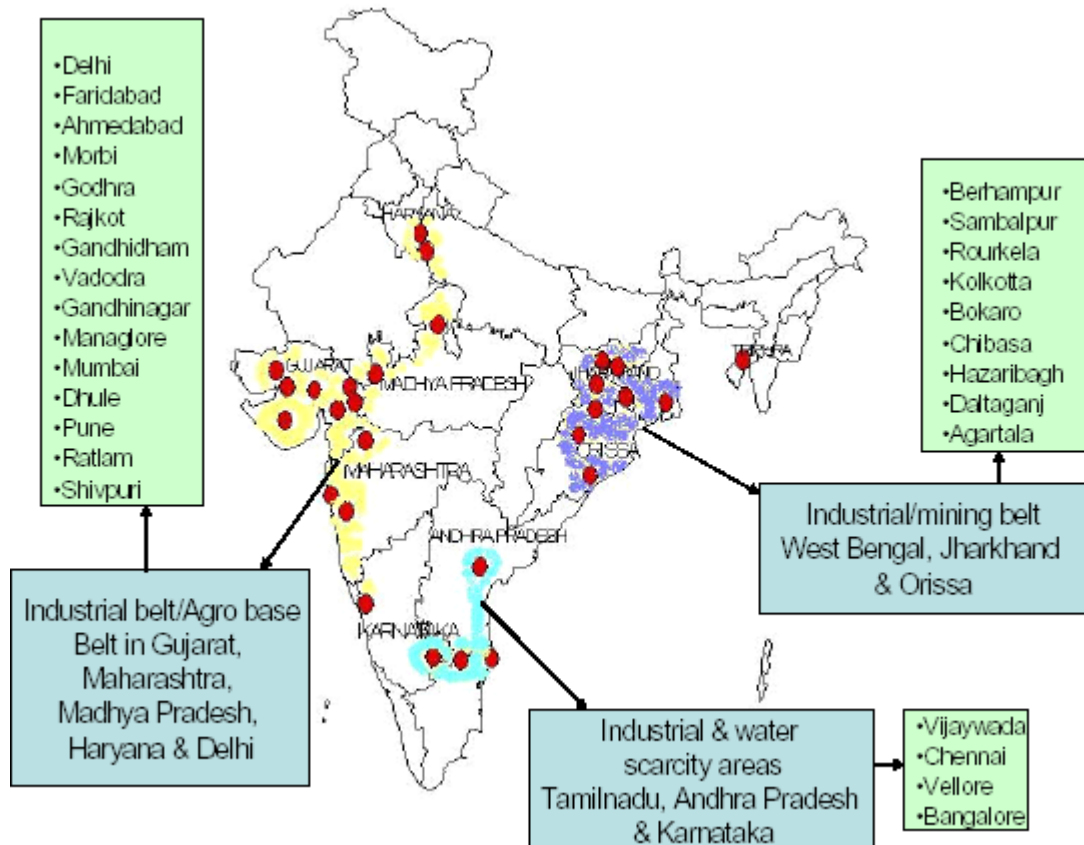 •Delhi
•Faridabad
•Ahmedabad
•Morbi
•Godhra
•Rajkot
•Gandhidham
•Vadodra
•Gandhinagar
•Managlore
•Mumbai
•Dhule
•Pune
•Ratlam
•Shivpuri
Industrial belt/Agro base
Belt in Gujarat,
Maharashtra,
Madhya Pradesh,
Haryana & Delhi
HARYANA
GUJARAT
MADHYA PRADESH
MAHARASHTRA
ANDHRA PRADESH
KARNATAKA
JHARKHAND
ORISSA
TRIPURA
•Berhampur
•Sambalpur
•Rourkela
•Kolkotta
•Bokaro
•Chibasa
•Hazaribagh
•Daltaganj
•Agartala
Industrial/mining belt
West Bengal, Jharkhand
& Orissa
Industrial & water
scarcity areas
Tamilnadu, Andhra Pradesh
& Karnataka
•Vijaywada
•Chennai
•Vellore
•Bangalore